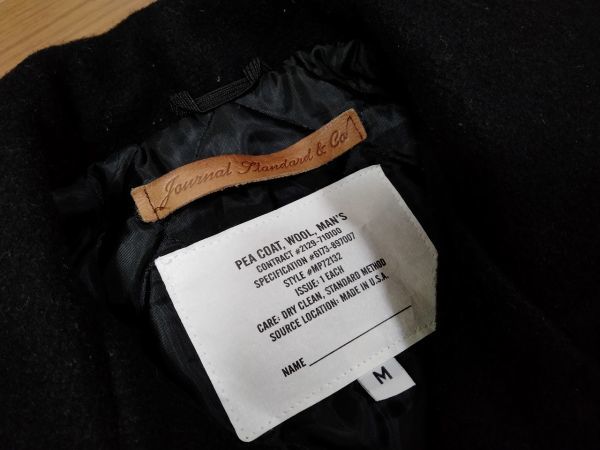 Journal Standard & Co
PEA COAT, WOOL, MAN'S
CONTRACT #2129-710100
SPECIFICATION #6173-897007
STYLE #MP72132
ISSUE: 1 EACH
CARE: DRY CLEAN, STANDARD METHOD
SOURCE LOCATION: MADE IN U.S.A.
NAME
M